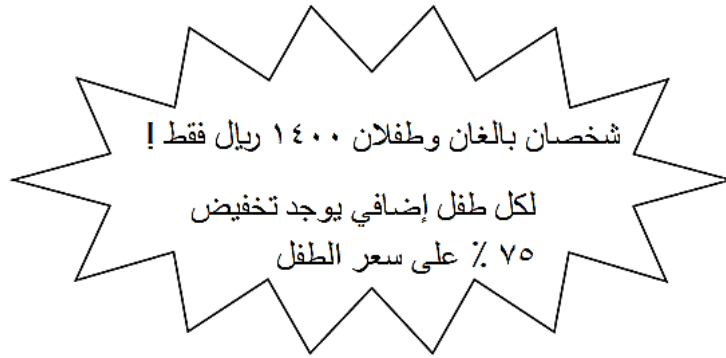 شخصان بالغان وطفلان ١٤٠٠ ريال فقط !
لكل طفل إضافي يوجد تخفيض
٧٥ ٪ على سعر الطفل